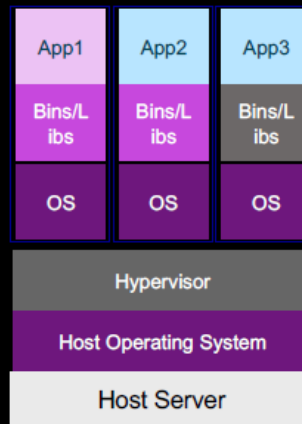 App1 App2 App3
Bins/L Bins/L Bins/L
ibs ibs ibs
OS OS OS
Hypervisor
Host Operating System
Host Server